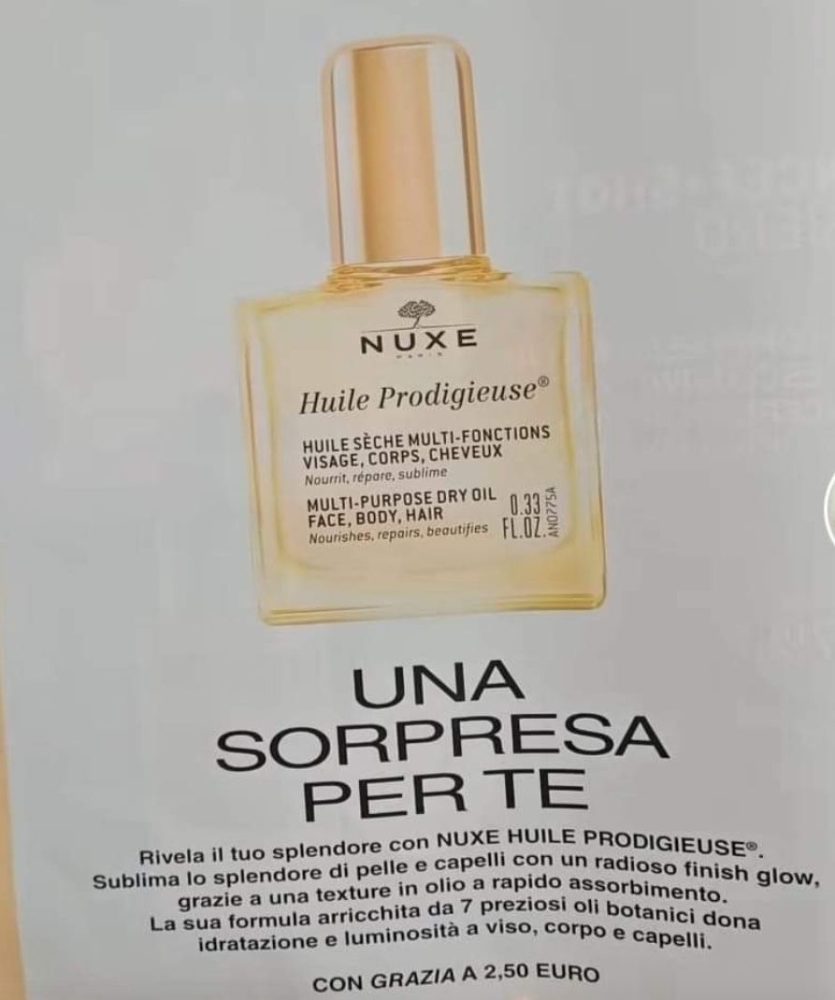 NUXE
PARIS
Huile Prodigieuse®
HUILE SÈCHE MULTI-FONCTIONS
VISAGE, CORPS, CHEVEUX
Nourrit, répare, sublime
MULTI-PURPOSE DRY OIL
FACE, BODY, HAIR
Nourishes, repairs, beautifies
0.33
FL.OZ.
AN0775A
UNA
SORPRESA
PER TE
Rivela il tuo splendore con NUXE HUILE PRODIGIEUSE®.
Sublima lo splendore di pelle e capelli con un radioso finish glow,
grazie a una texture in olio a rapido assorbimento.
La sua formula arricchita da 7 preziosi oli botanici dona
idratazione e luminosità a viso, corpo e capelli.
CON GRAZIA A 2,50 EURO